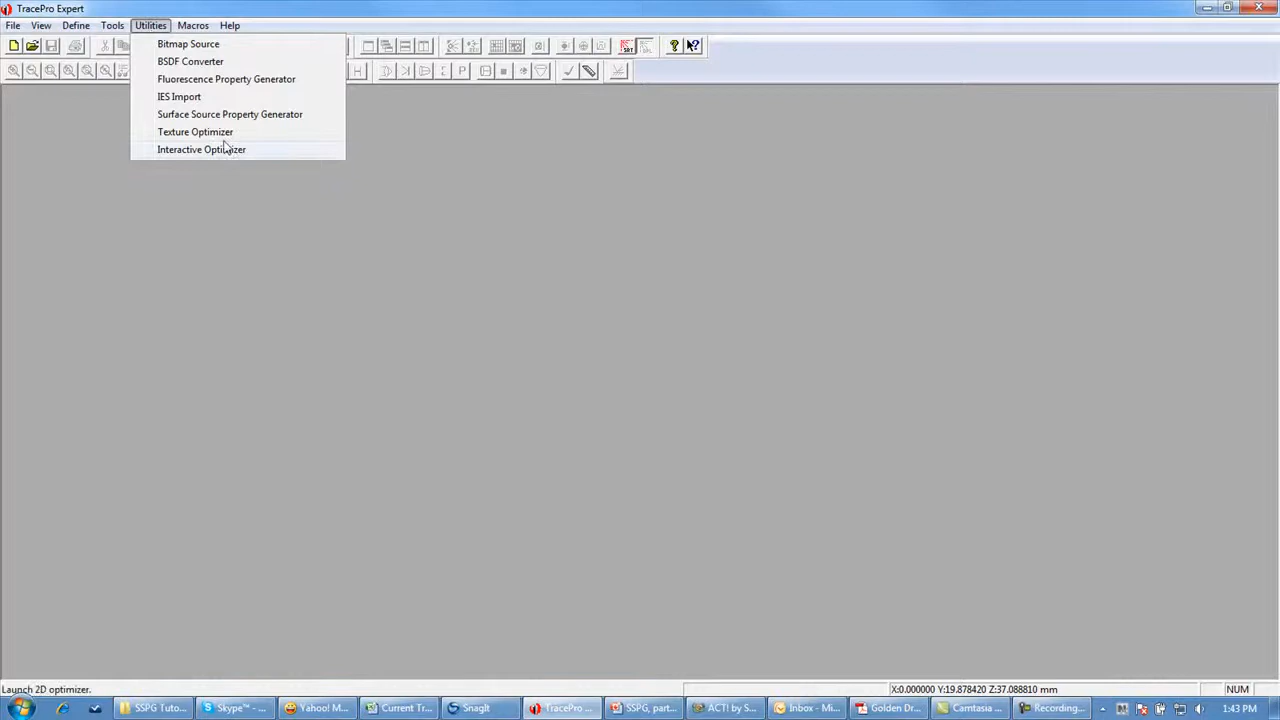 TracePro Expert
File View Define Tools Utilities Macros Help
Bitmap Source
BSDF Converter
Fluorescence Property Generator
IES Import
Surface Source Property Generator
Texture Optimizer
Interactive Optimizer
Launch 2D optimizer.
X:0.000000 Y:19.878420 Z:37.088810 mm
NUM
SSPG Tuto...
Skype™ - ...
Yahoo! M...
Current Tr...
SnagIt
TracePro ...
SSPG, part...
ACT! by S...
Inbox - Mi...
Golden Dr...
Camtasia ...
Recording...
1:43 PM